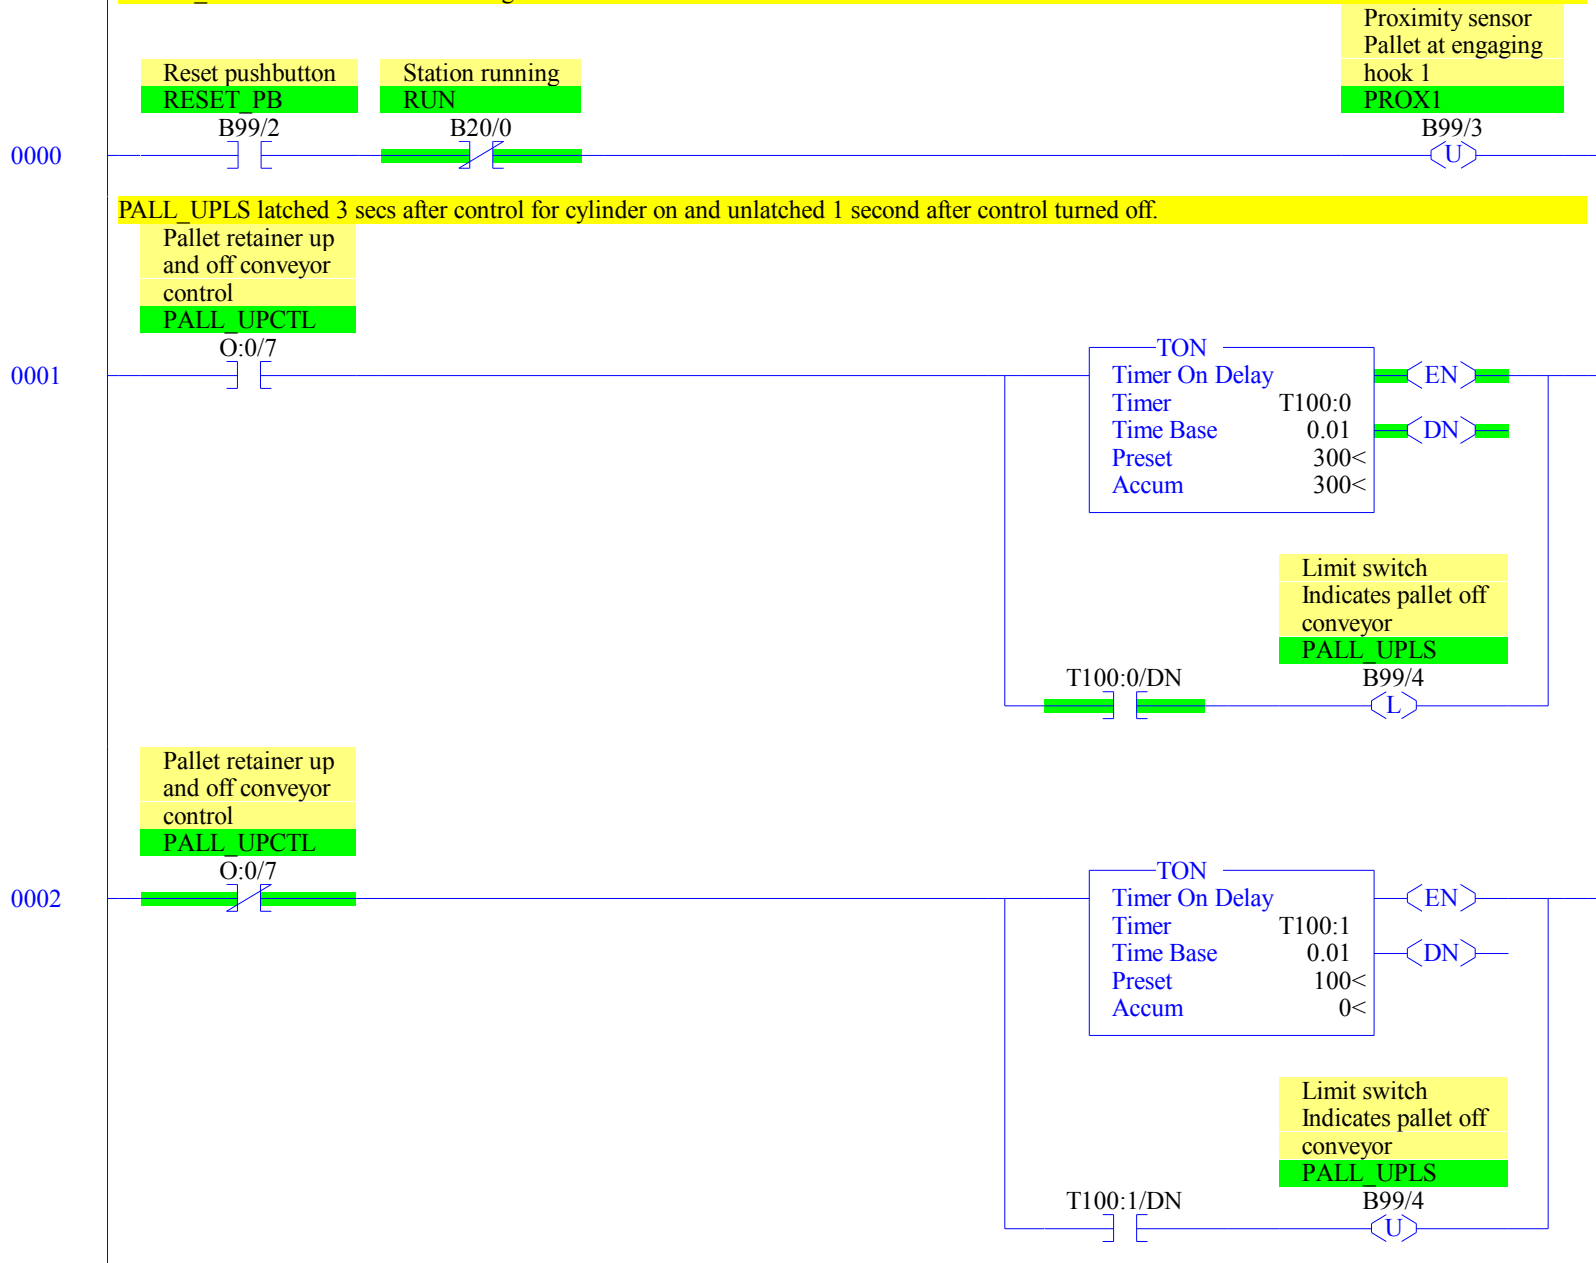 Reset pushbutton
RESET_PB
B99/2
Station running
RUN
B20/0
Proximity sensor
Pallet at engaging
hook 1
PROX1
B99/3
0000
U
PALL_UPLS latched 3 secs after control for cylinder on and unlatched 1 second after control turned off.
Pallet retainer up
and off conveyor
control
PALL_UPCTL
O:0/7
0001
TON
Timer On Delay
Timer T100:0
Time Base 0.01
Preset 300<
Accum 300<
EN
DN
Limit switch
Indicates pallet off
conveyor
PALL_UPLS
T100:0/DN
B99/4
L
Pallet retainer up
and off conveyor
control
PALL_UPCTL
O:0/7
0002
TON
Timer On Delay
Timer T100:1
Time Base 0.01
Preset 100<
Accum 0<
EN
DN
Limit switch
Indicates pallet off
conveyor
PALL_UPLS
T100:1/DN
B99/4
U